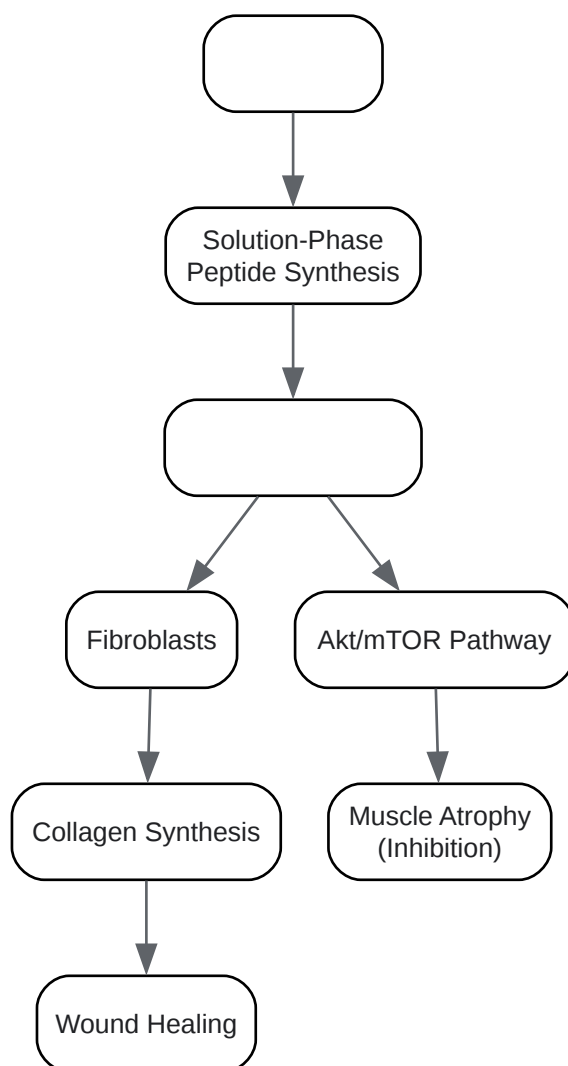 Solution-Phase
Peptide Synthesis
Fibroblasts
Akt/mTOR Pathway
Collagen Synthesis
Muscle Atrophy
(Inhibition)
Wound Healing